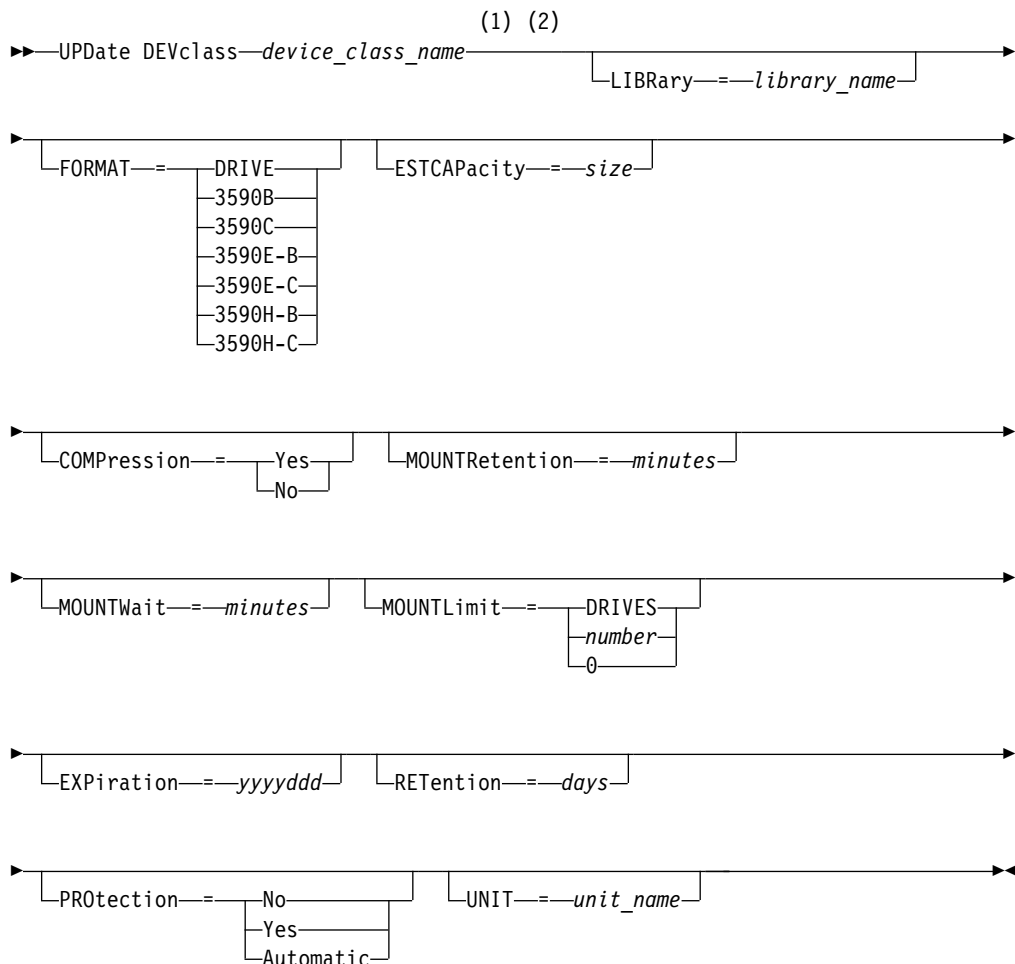 (1) (2)
UPDate DEVclass device_class_name
LIBRary = library_name
FORMAT = DRIVE
3590B
3590C
3590E-B
3590E-C
3590H-B
3590H-C
ESTCAPacity = size
COMPression = Yes
No
MOUNTRetention = minutes
MOUNTWait = minutes
MOUNTLimit = DRIVES
number
0
EXPiration = yyyyddd
RETention = days
PROtection = No
Yes
Automatic
UNIT = unit_name